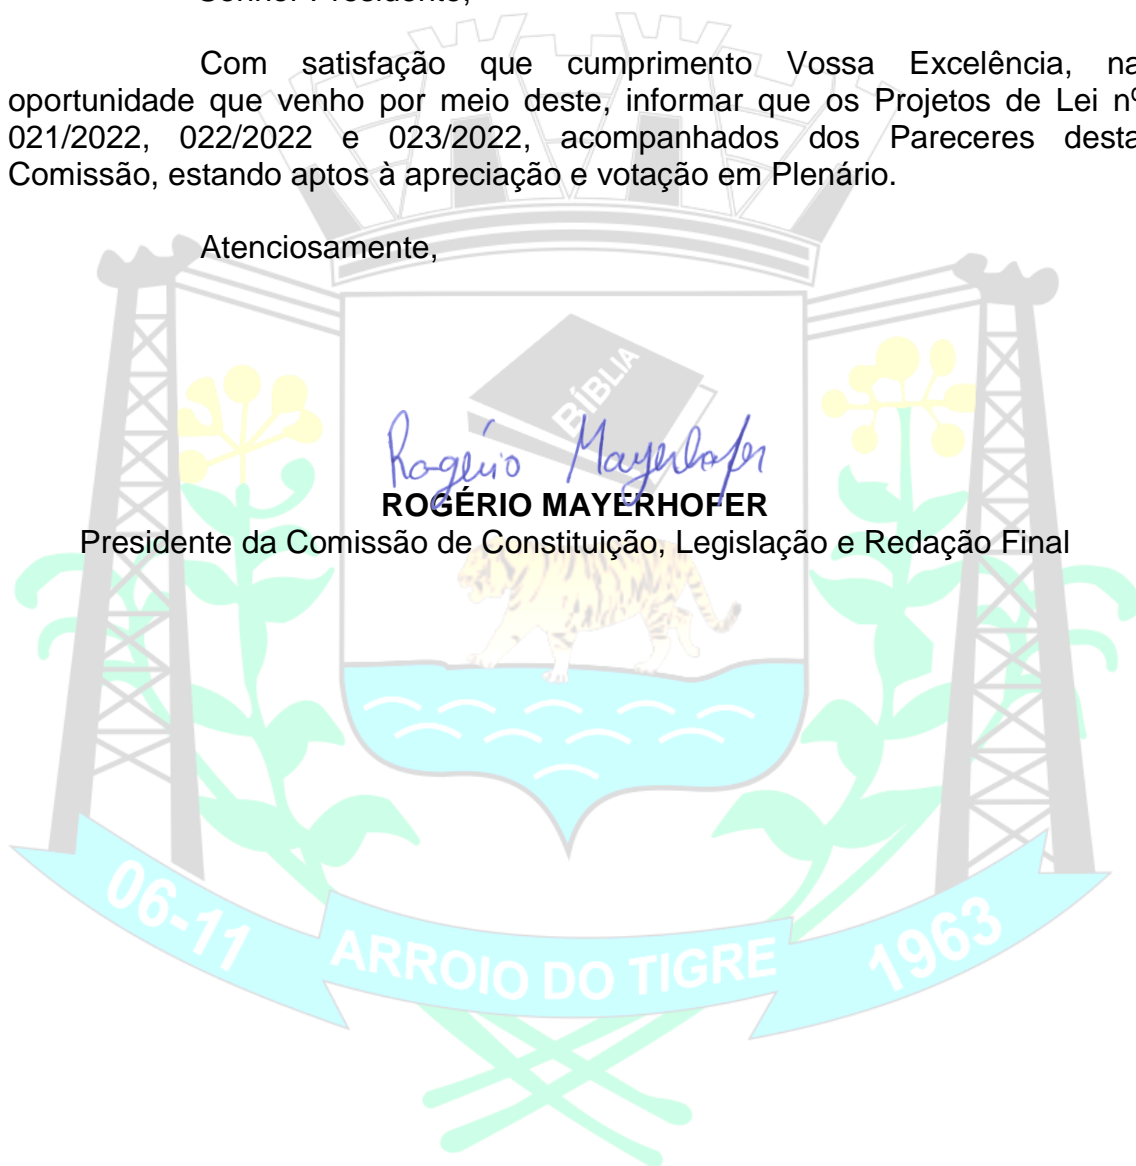 Senhor Presidente,
Com satisfação que cumprimento Vossa Excelência, na
oportunidade que venho por meio deste, informar que os Projetos de Lei nº
021/2022, 022/2022 e 023/2022, acompanhados dos Pareceres desta
Comissão, estando aptos à apreciação e votação em Plenário.
Atenciosamente,
BÍBLIA
Rogério Mayerhofer
ROGÉRIO MAYERHOFER
Presidente da Comissão de Constituição, Legislação e Redação Final
06-11
ARROIO DO TIGRE
1963